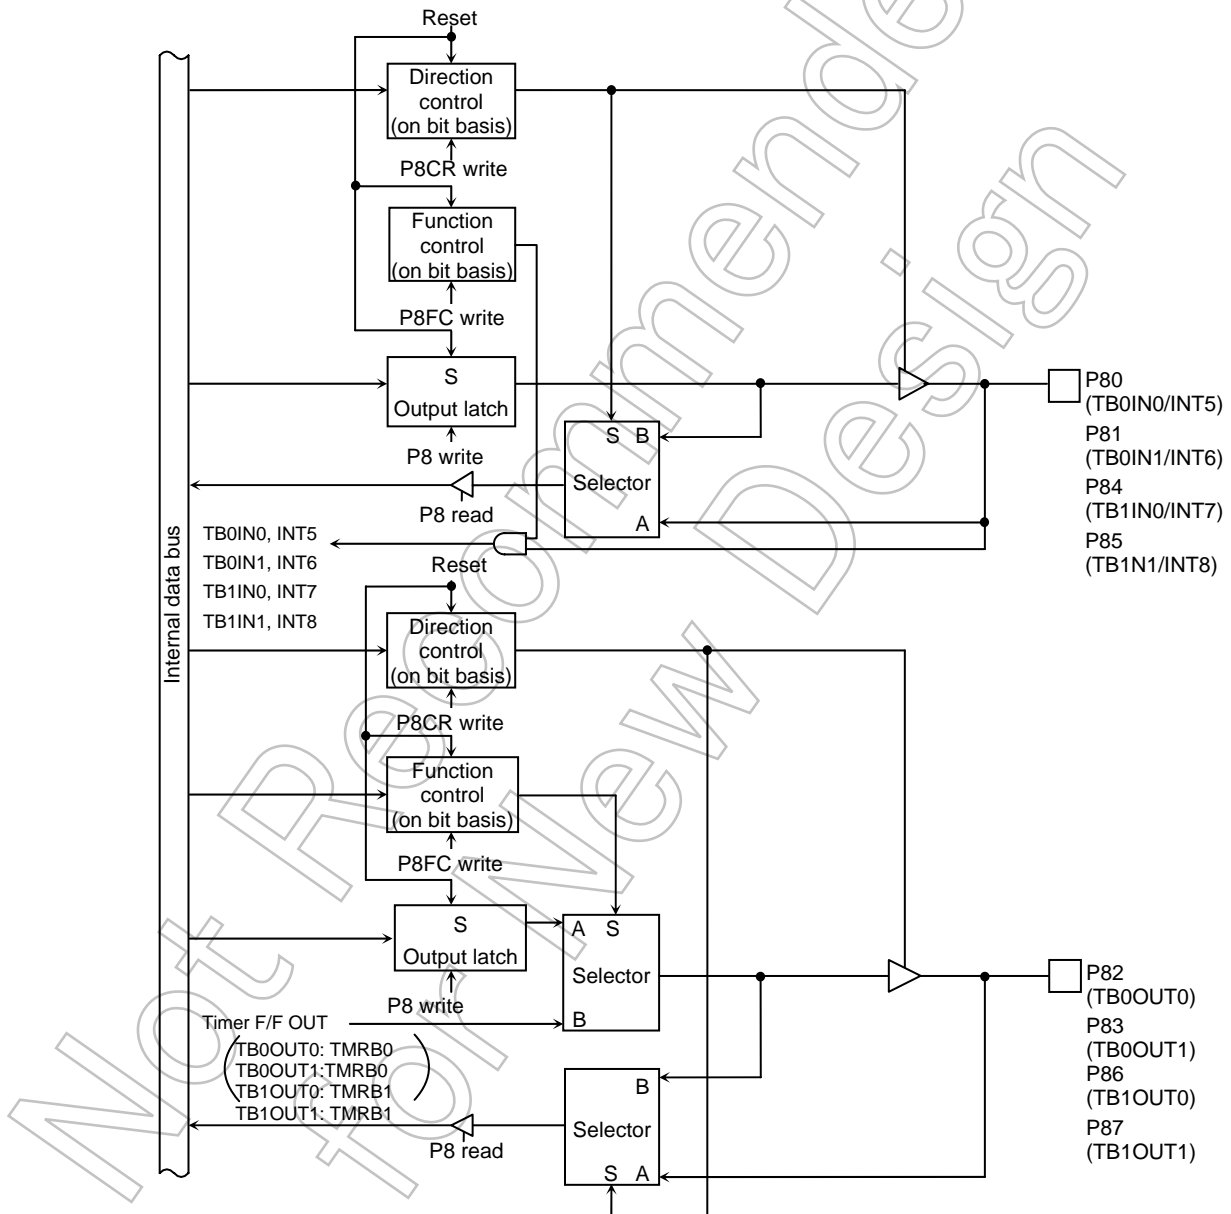 Reset
Direction
control
(on bit basis)
P8CR write
Function
control
(on bit basis)
P8FC write
S
Output latch
P8 write
S B
Selector
A
P8 read
P80
(TB0IN0/INT5)
P81
(TB0IN1/INT6)
P84
(TB1IN0/INT7)
P85
(TB1N1/INT8)
Internal data bus
TB0IN0, INT5
TB0IN1, INT6
TB1IN0, INT7
TB1IN1, INT8
Reset
Direction
control
(on bit basis)
P8CR write
Function
control
(on bit basis)
P8FC write
S
Output latch
P8 write
A S
Selector
B
Timer F/F OUT
TB0OUT0: TMRB0
TB0OUT1:TMRB0
TB1OUT0: TMRB1
TB1OUT1: TMRB1
B
Selector
S A
P8 read
P82
(TB0OUT0)
P83
(TB0OUT1)
P86
(TB1OUT0)
P87
(TB1OUT1)
Not Recommende
for New Design